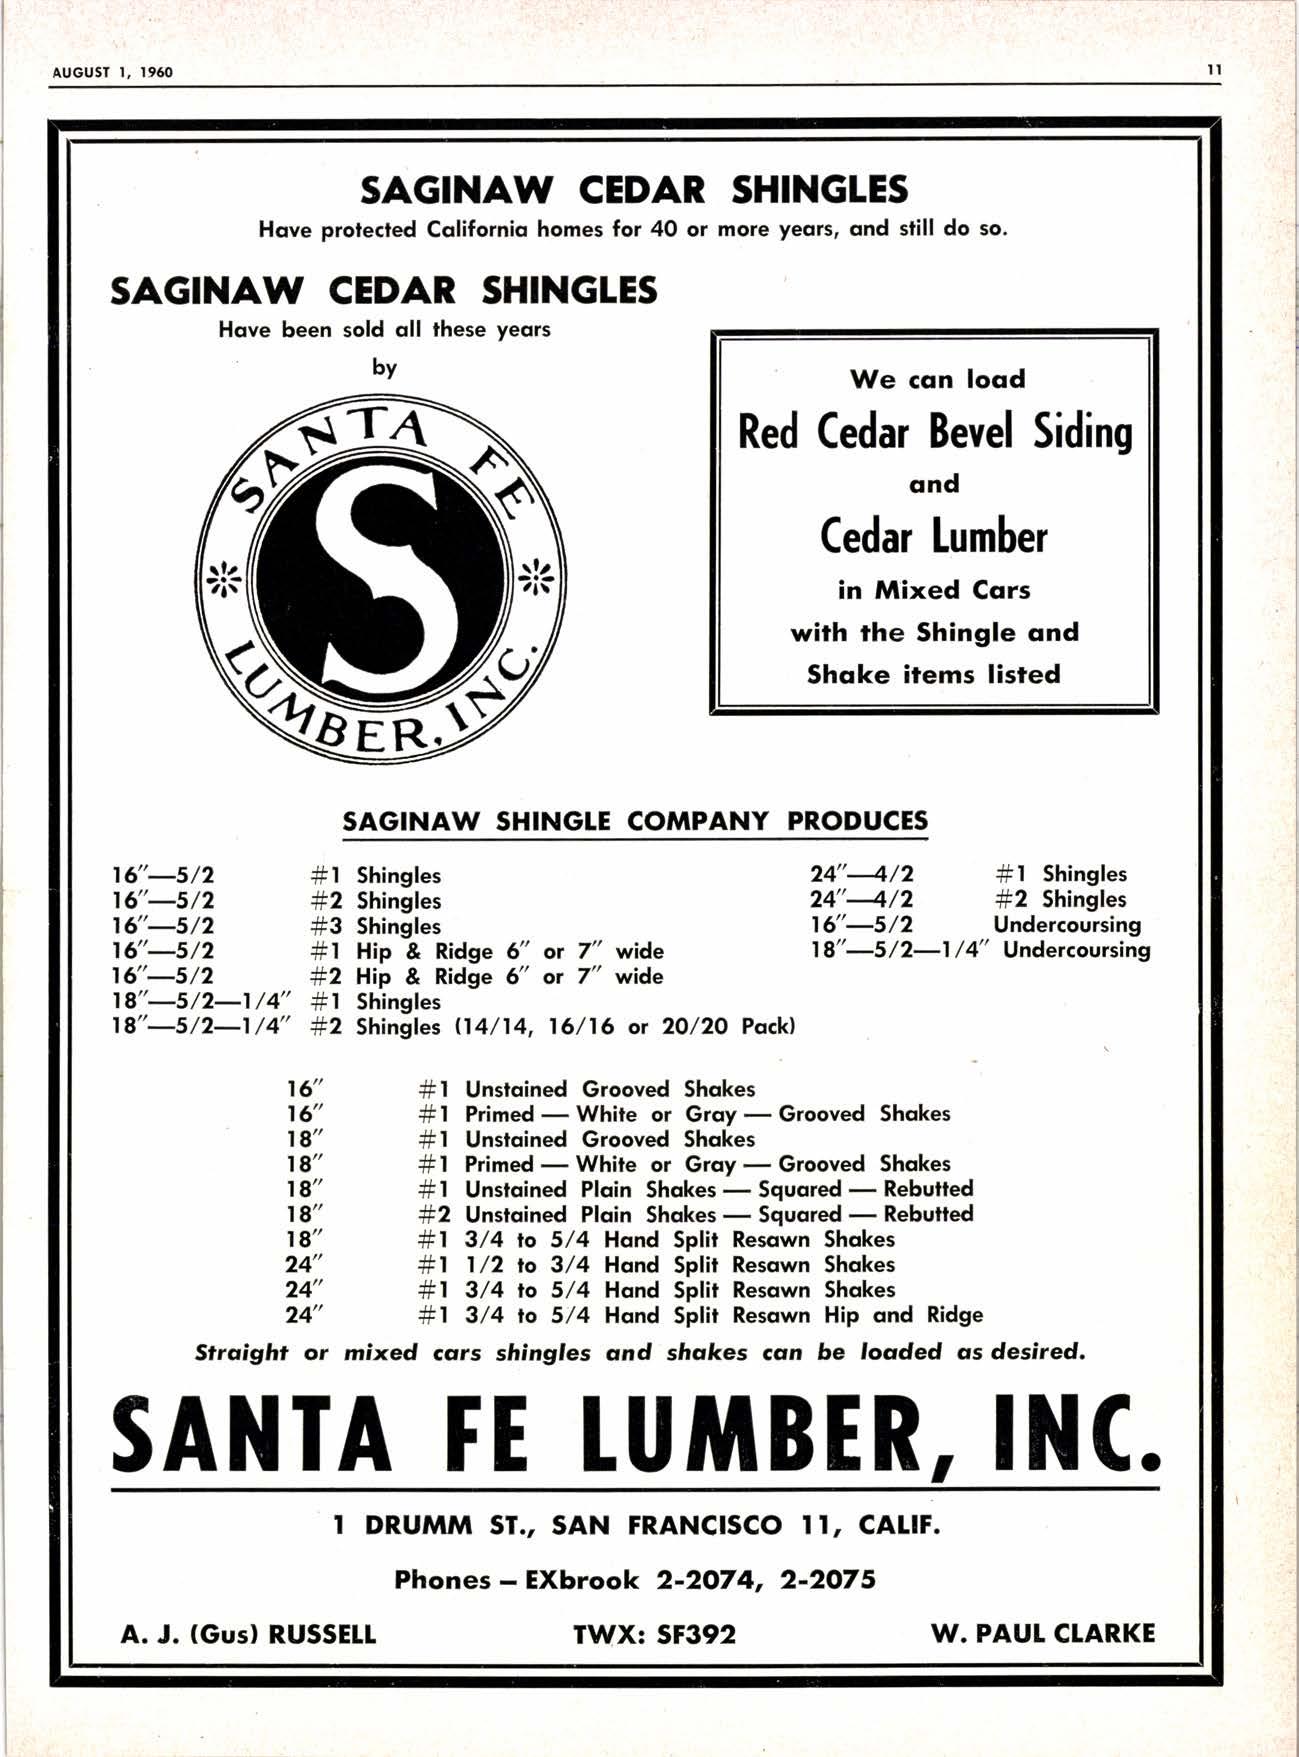 AUGUST 1, 1960
11
SAGINAW CEDAR SHINGLES
Have protected California homes for 40 or more years, and still do so.
SAGINAW CEDAR SHINGLES
Have been sold all these years
by
SANTA FE
S
LUMBER, INC.
We can load
Red Cedar Bevel Siding
and
Cedar Lumber
in Mixed Cars
with the Shingle and
Shake items listed
SAGINAW SHINGLE COMPANY PRODUCES
16″—5/2 #1 Shingles
16″—5/2 #2 Shingles
16″—5/2 #3 Shingles
16″—5/2 #1 Hip & Ridge 6″ or 7″ wide
16″—5/2 #2 Hip & Ridge 6″ or 7″ wide
18″—5/2—1/4″ #1 Shingles
18″—5/2—1/4″ #2 Shingles (14/14, 16/16 or 20/20 Pack)
24″—4/2 #1 Shingles
24″—4/2 #2 Shingles
16″—5/2 Undercoursing
18″—5/2—1/4″ Undercoursing
16″ #1 Unstained Grooved Shakes
16″ #1 Primed — White or Gray — Grooved Shakes
18″ #1 Unstained Grooved Shakes
18″ #1 Primed — White or Gray — Grooved Shakes
18″ #1 Unstained Plain Shakes — Squared — Rebutted
18″ #2 Unstained Plain Shakes — Squared — Rebutted
18″ #1 3/4 to 5/4 Hand Split Resawn Shakes
24″ #1 1/2 to 3/4 Hand Split Resawn Shakes
24″ #1 3/4 to 5/4 Hand Split Resawn Shakes
24″ #1 3/4 to 5/4 Hand Split Resawn Hip and Ridge
Straight or mixed cars shingles and shakes can be loaded as desired.
SANTA FE LUMBER, INC.
1 DRUMM ST., SAN FRANCISCO 11, CALIF.
Phones – EXbrook 2-2074, 2-2075
A. J. (Gus) RUSSELL TWX: SF392 W. PAUL CLARKE